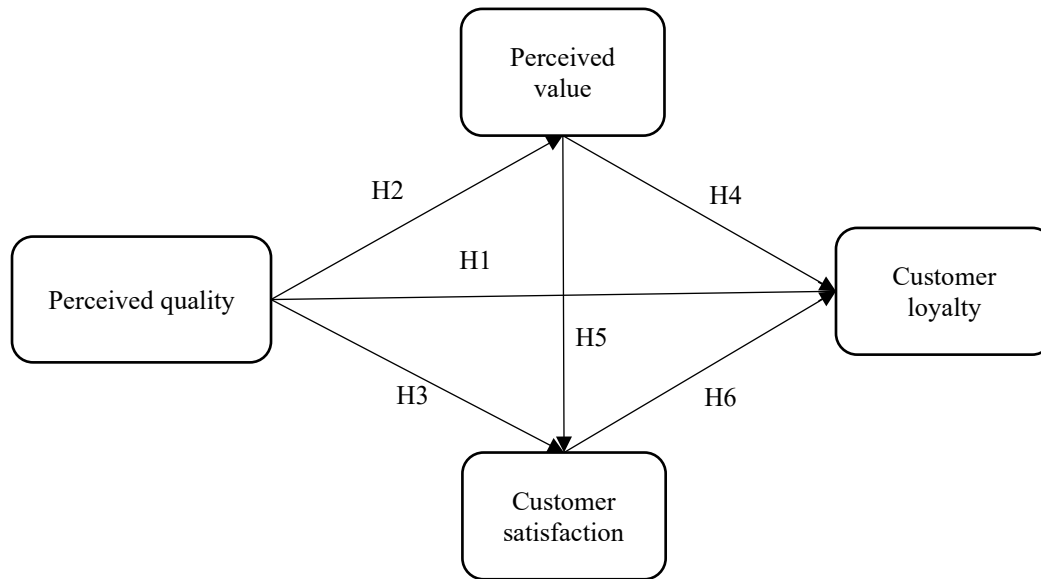 Perceived
value
H2
H4
H1
Perceived quality
Customer
loyalty
H5
H3
H6
Customer
satisfaction